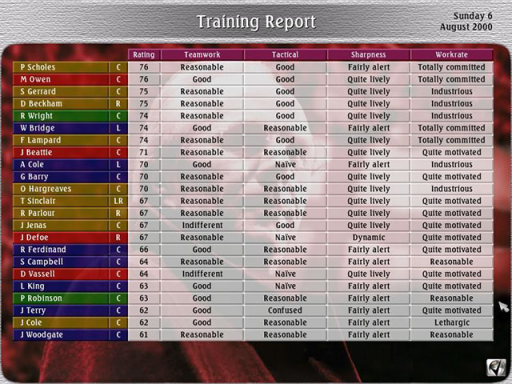 Training Report
Sunday 6
August 2000
Rating Teamwork Tactical Sharpness Workrate
P Scholes C 76 Reasonable Good Fairly alert Totally committed
M Owen C 76 Good Good Quite lively Totally committed
S Gerrard C 75 Reasonable Good Quite lively Industrious
D Beckham R 75 Reasonable Good Quite lively Industrious
R Wright C 74 Reasonable Good Quite lively Industrious
W Bridge L 74 Good Reasonable Fairly alert Totally committed
F Lampard C 74 Reasonable Good Quite lively Totally committed
J Beattie C 71 Reasonable Reasonable Quite lively Quite motivated
A Cole L 70 Good Naïve Fairly alert Industrious
G Barry C 70 Good Reasonable Quite lively Quite motivated
O Hargreaves C 70 Reasonable Reasonable Quite lively Industrious
T Sinclair LR 67 Reasonable Reasonable Quite lively Quite motivated
R Parlour R 67 Reasonable Reasonable Quite lively Quite motivated
J Jenas C 67 Indifferent Good Quite lively Quite motivated
J Defoe R 67 Reasonable Naïve Dynamic Quite motivated
R Ferdinand C 66 Good Reasonable Fairly alert Quite motivated
S Campbell C 64 Reasonable Reasonable Fairly alert Reasonable
D Vassell C 64 Indifferent Naïve Quite lively Quite motivated
L King C 63 Good Naïve Fairly alert Quite motivated
P Robinson C 63 Good Reasonable Fairly alert Reasonable
J Terry C 62 Good Confused Fairly alert Quite motivated
J Cole C 62 Good Reasonable Fairly alert Lethargic
J Woodgate C 61 Reasonable Reasonable Fairly alert Reasonable